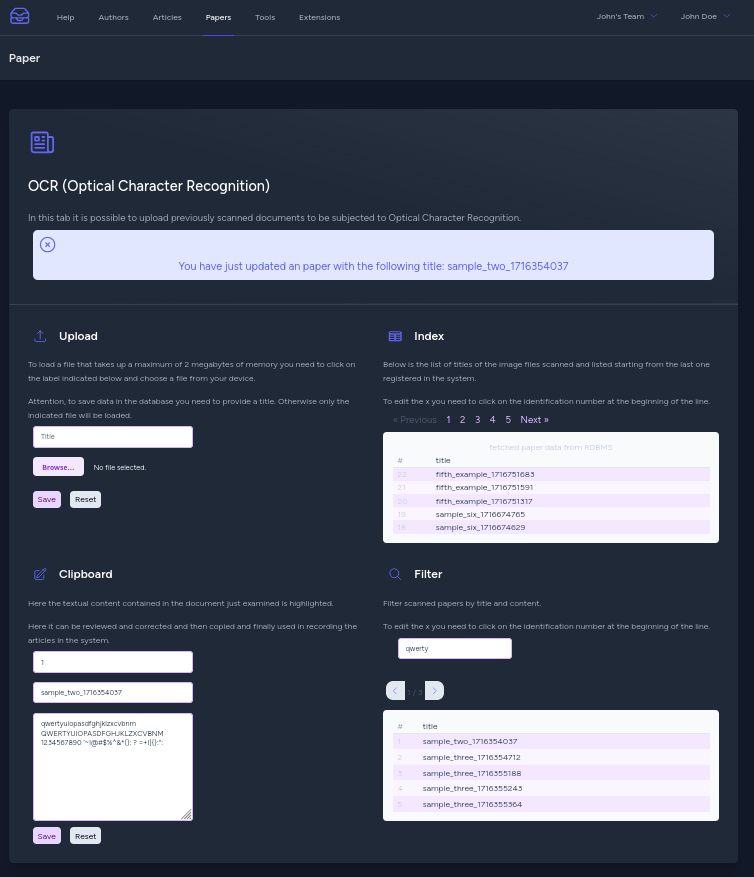 Help Authors Articles Papers Tools Extensions John's Team John Doe
Paper
OCR (Optical Character Recognition)
In this tab it is possible to upload previously scanned documents to be subjected to Optical Character Recognition.
You have just updated an paper with the following title: sample_two_1716354037
Upload
To load a file that takes up a maximum of 2 megabytes of memory you need to click on
the label indicated below and choose a file from your device.
Attention, to save data in the database you need to provide a title. Otherwise only the
indicated file will be loaded.
Title
Browse... No file selected.
Save Reset
Index
Below is the list of titles of the image files scanned and listed starting from the last one
registered in the system.
To edit the x you need to click on the identification number at the beginning of the line.
« Previous 1 2 3 4 5 Next »
fetched paper data from RDBMS
# title
22 fifth_example_1716751683
21 fifth_example_1716751591
20 fifth_example_1716751317
19 sample_six_1716674765
18 sample_six_1716674629
Clipboard
Here the textual content contained in the document just examined is highlighted.
Here it can be reviewed and corrected and then copied and finally used in recording the
articles in the system.
1
sample_two_1716354037
qwertyuiopasdfghjklzxcvbnm
QWERTYUIOPASDFGHJKLZXCVBNM
Save Reset
Filter
Filter scanned papers by title and content.
To edit the x you need to click on the identification number at the beginning of the line.
qwerty
1 / 3
# title
1 sample_two_1716354037
2 sample_three_1716354712
3 sample_three_1716355188
4 sample_three_1716355243
5 sample_three_1716355364